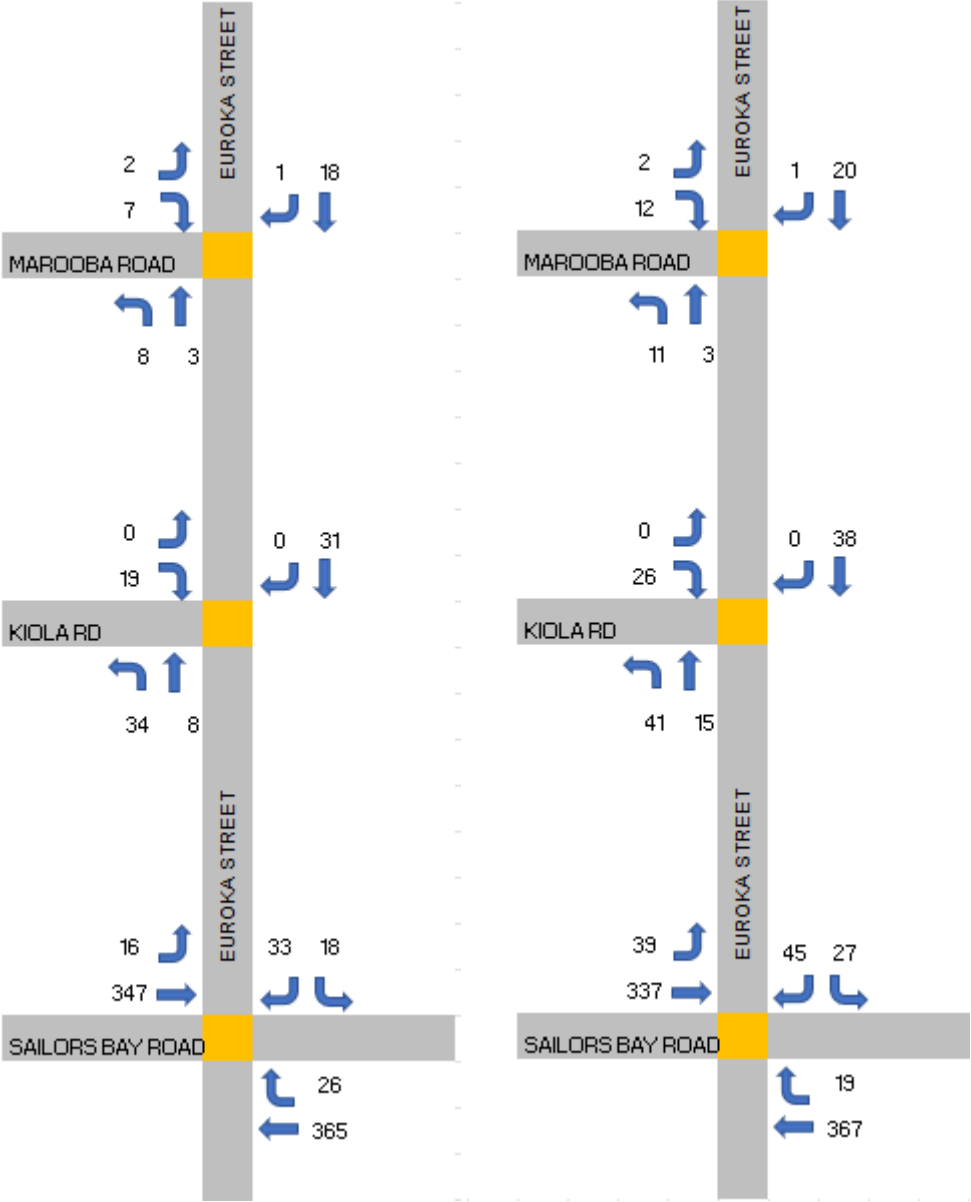 EUROKA STREET
2
1 18
7
MAROOBA ROAD
8 3
0
0 31
19
KIOLA RD
34 8
EUROKA STREET
16
33 18
347
SAILORS BAY ROAD
26
365
EUROKA STREET
2
1 20
12
MAROOBA ROAD
11 3
0
0 38
26
KIOLA RD
41 15
EUROKA STREET
39
45 27
337
SAILORS BAY ROAD
19
367